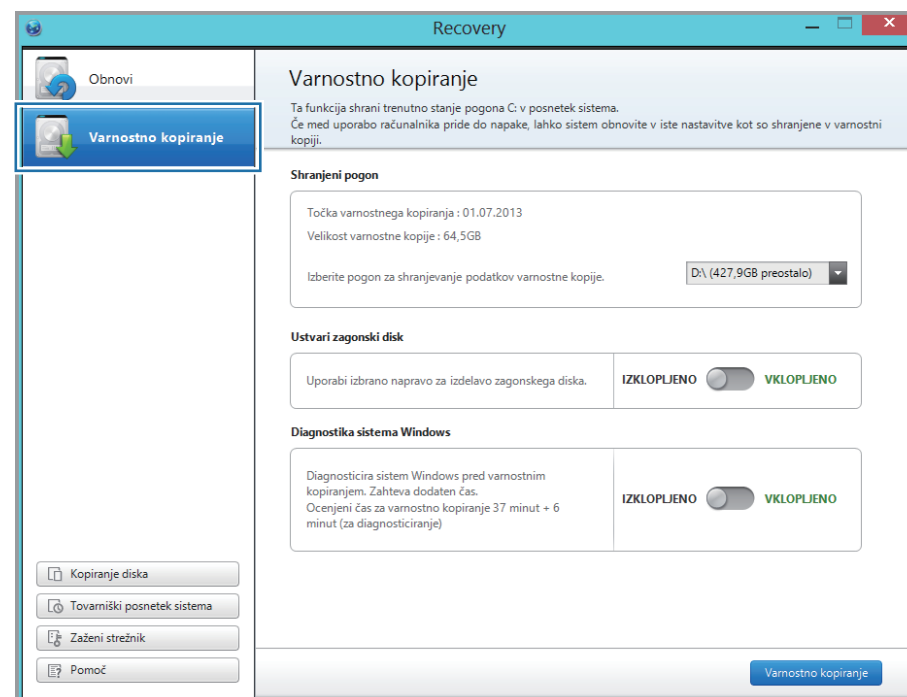 Recovery
Obnovi
Varnostno kopiranje
Varnostno kopiranje
Ta funkcija shrani trenutno stanje pogona C: v posnetek sistema.
Če med uporabo računalnika pride do napake, lahko sistem obnovite v iste nastavitve kot so shranjene v varnostni
kopiji.
Shranjeni pogon
Točka varnostnega kopiranja : 01.07.2013
Velikost varnostne kopije : 64,5GB
Izberite pogon za shranjevanje podatkov varnostne kopije.
D:\ (427,9GB preostalo)
Ustvari zagonski disk
Uporabi izbrano napravo za izdelavo zagonskega diska.
IZKLOPLJENO VKLOPLJENO
Diagnostika sistema Windows
Diagnosticira sistem Windows pred varnostnim
kopiranjem. Zahteva dodaten čas.
Ocenjeni čas za varnostno kopiranje 37 minut + 6
minut (za diagnosticiranje)
IZKLOPLJENO VKLOPLJENO
Kopiranje diska
Tovarniški posnetek sistema
Zaženi strežnik
Pomoč
Varnostno kopiranje